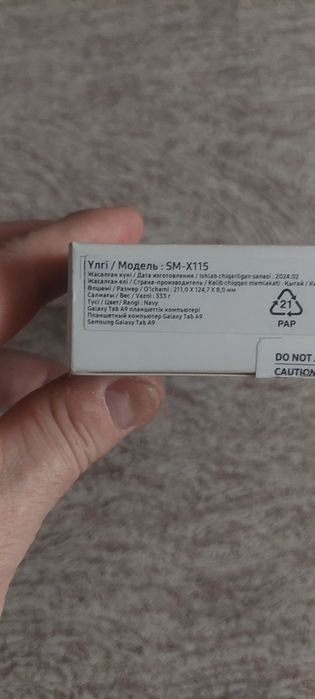 Үлгі / Модель : SM-X115
Жасалған күні / Дата изготовления / Ishlab chiqarilgan sanasi : 2024.02
Жасалған елі / Страна-производитель / Kelib chiqqan mamlakati : Қытай /
Өлшемі / Размер / O'lchami : 211,0 X 124,7 X 8,0 мм
Салмағы / Вес / Vazni : 333 г
Түсі / Цвет / Rangi : Navy
Galaxy Tab A9 планшеттік компьютері
Планшетный компьютер Galaxy Tab A9
Samsung Galaxy Tab A9
21
PAP
DO NOT
CAUTION